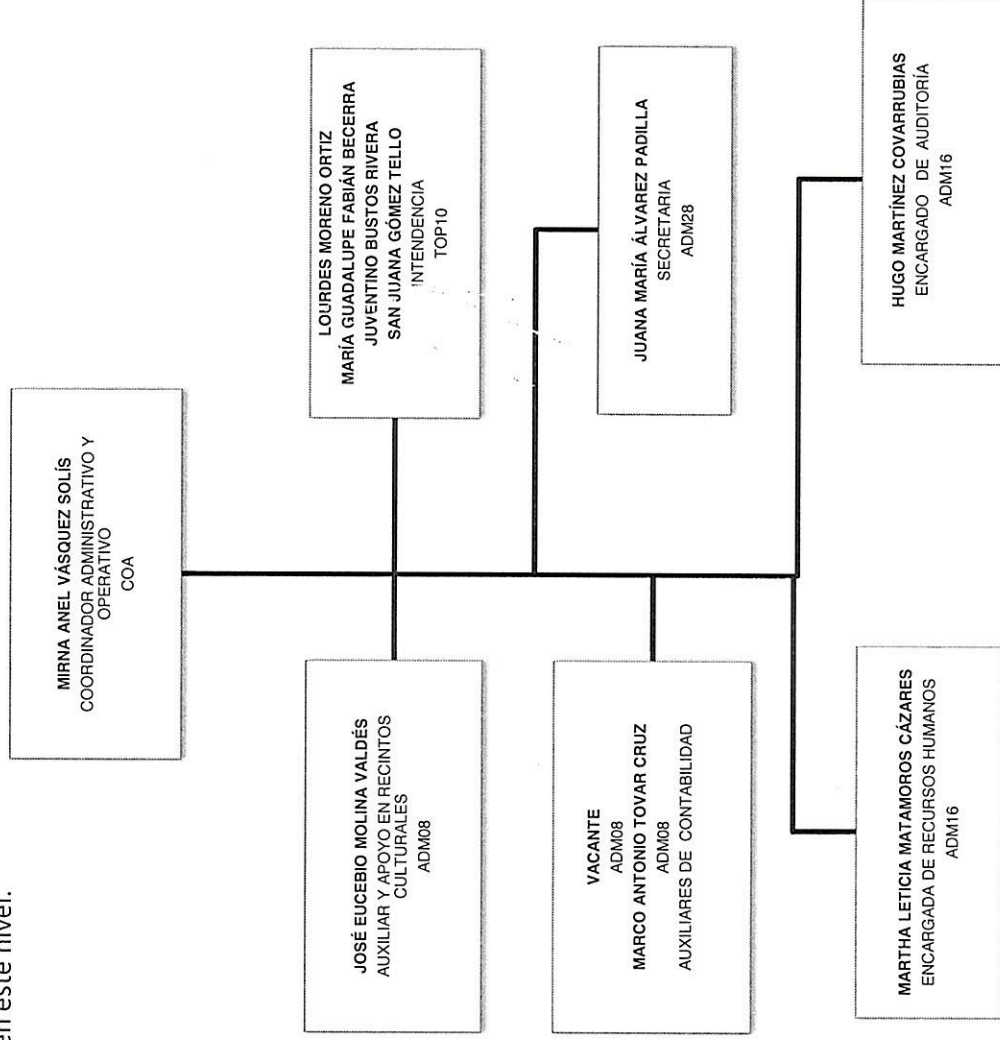 en este nivel.
MIRNA ANEL VÁSQUEZ SOLÍS
COORDINADOR ADMINISTRATIVO Y
OPERATIVO
COA
JOSÉ EUCEBIO MOLINA VALDÉS
AUXILIAR Y APOYO EN RECINTOS
CULTURALES
ADM08
LOURDES MORENO ORTIZ
MARÍA GUADALUPE FABIÁN BECERRA
JUVENTINO BUSTOS RIVERA
SAN JUANA GÓMEZ TELLO
INTENDENCIA
TOP10
JUANA MARÍA ÁLVAREZ PADILLA
SECRETARIA
ADM28
VACANTE
ADM08
MARCO ANTONIO TOVAR CRUZ
ADM08
AUXILIARES DE CONTABILIDAD
MARTHA LETICIA MATAMOROS CÁZARES
ENCARGADA DE RECURSOS HUMANOS
ADM16
HUGO MARTÍNEZ COVARRUBIAS
ENCARGADO DE AUDITORÍA
ADM16